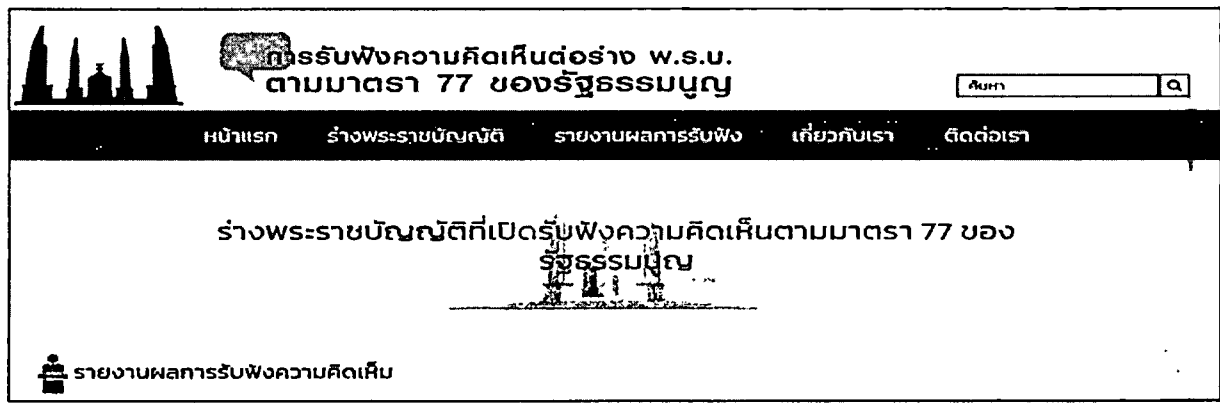 การรับฟังความคิดเห็นต่อร่าง พ.ร.บ.
ตามมาตรา 77 ของรัฐธรรมนูญ
ค้นหา
หน้าแรก ร่างพระราชบัญญัติ รายงานผลการรับฟัง เกี่ยวกับเรา ติดต่อเรา
ร่างพระราชบัญญัติที่เปิดรับฟังความคิดเห็นตามมาตรา 77 ของ
รัฐธรรมนูญ
รายงานผลการรับฟังความคิดเห็น